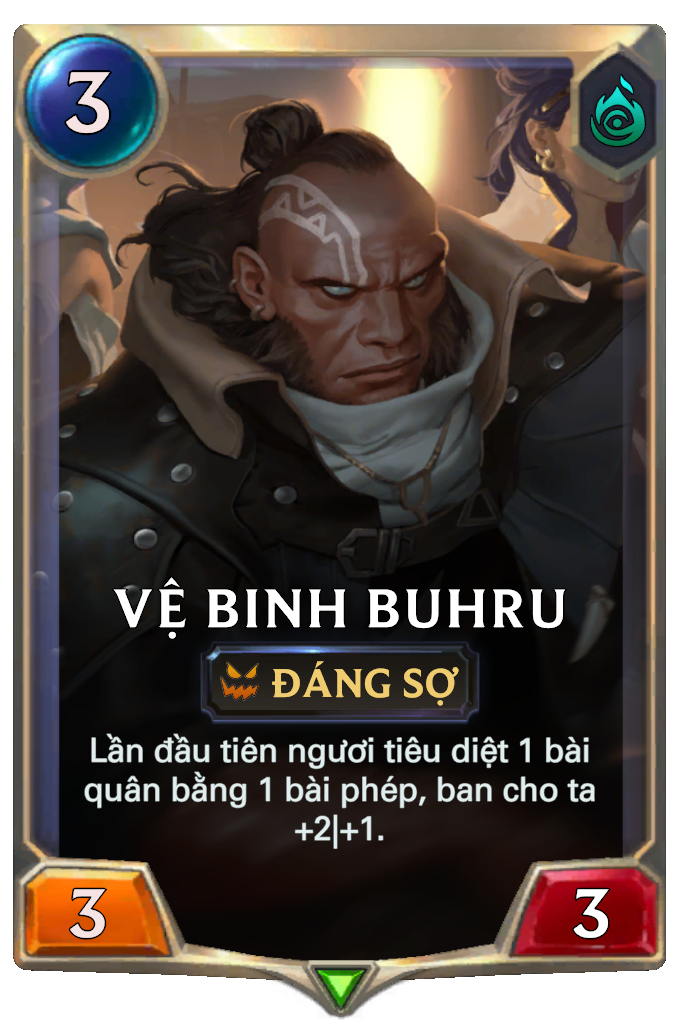 3
VỆ BINH BUHRU
ĐÁNG SỢ
Lần đầu tiên ngươi tiêu diệt 1 bài
quân bằng 1 bài phép, ban cho ta
+2|+1.
3
3